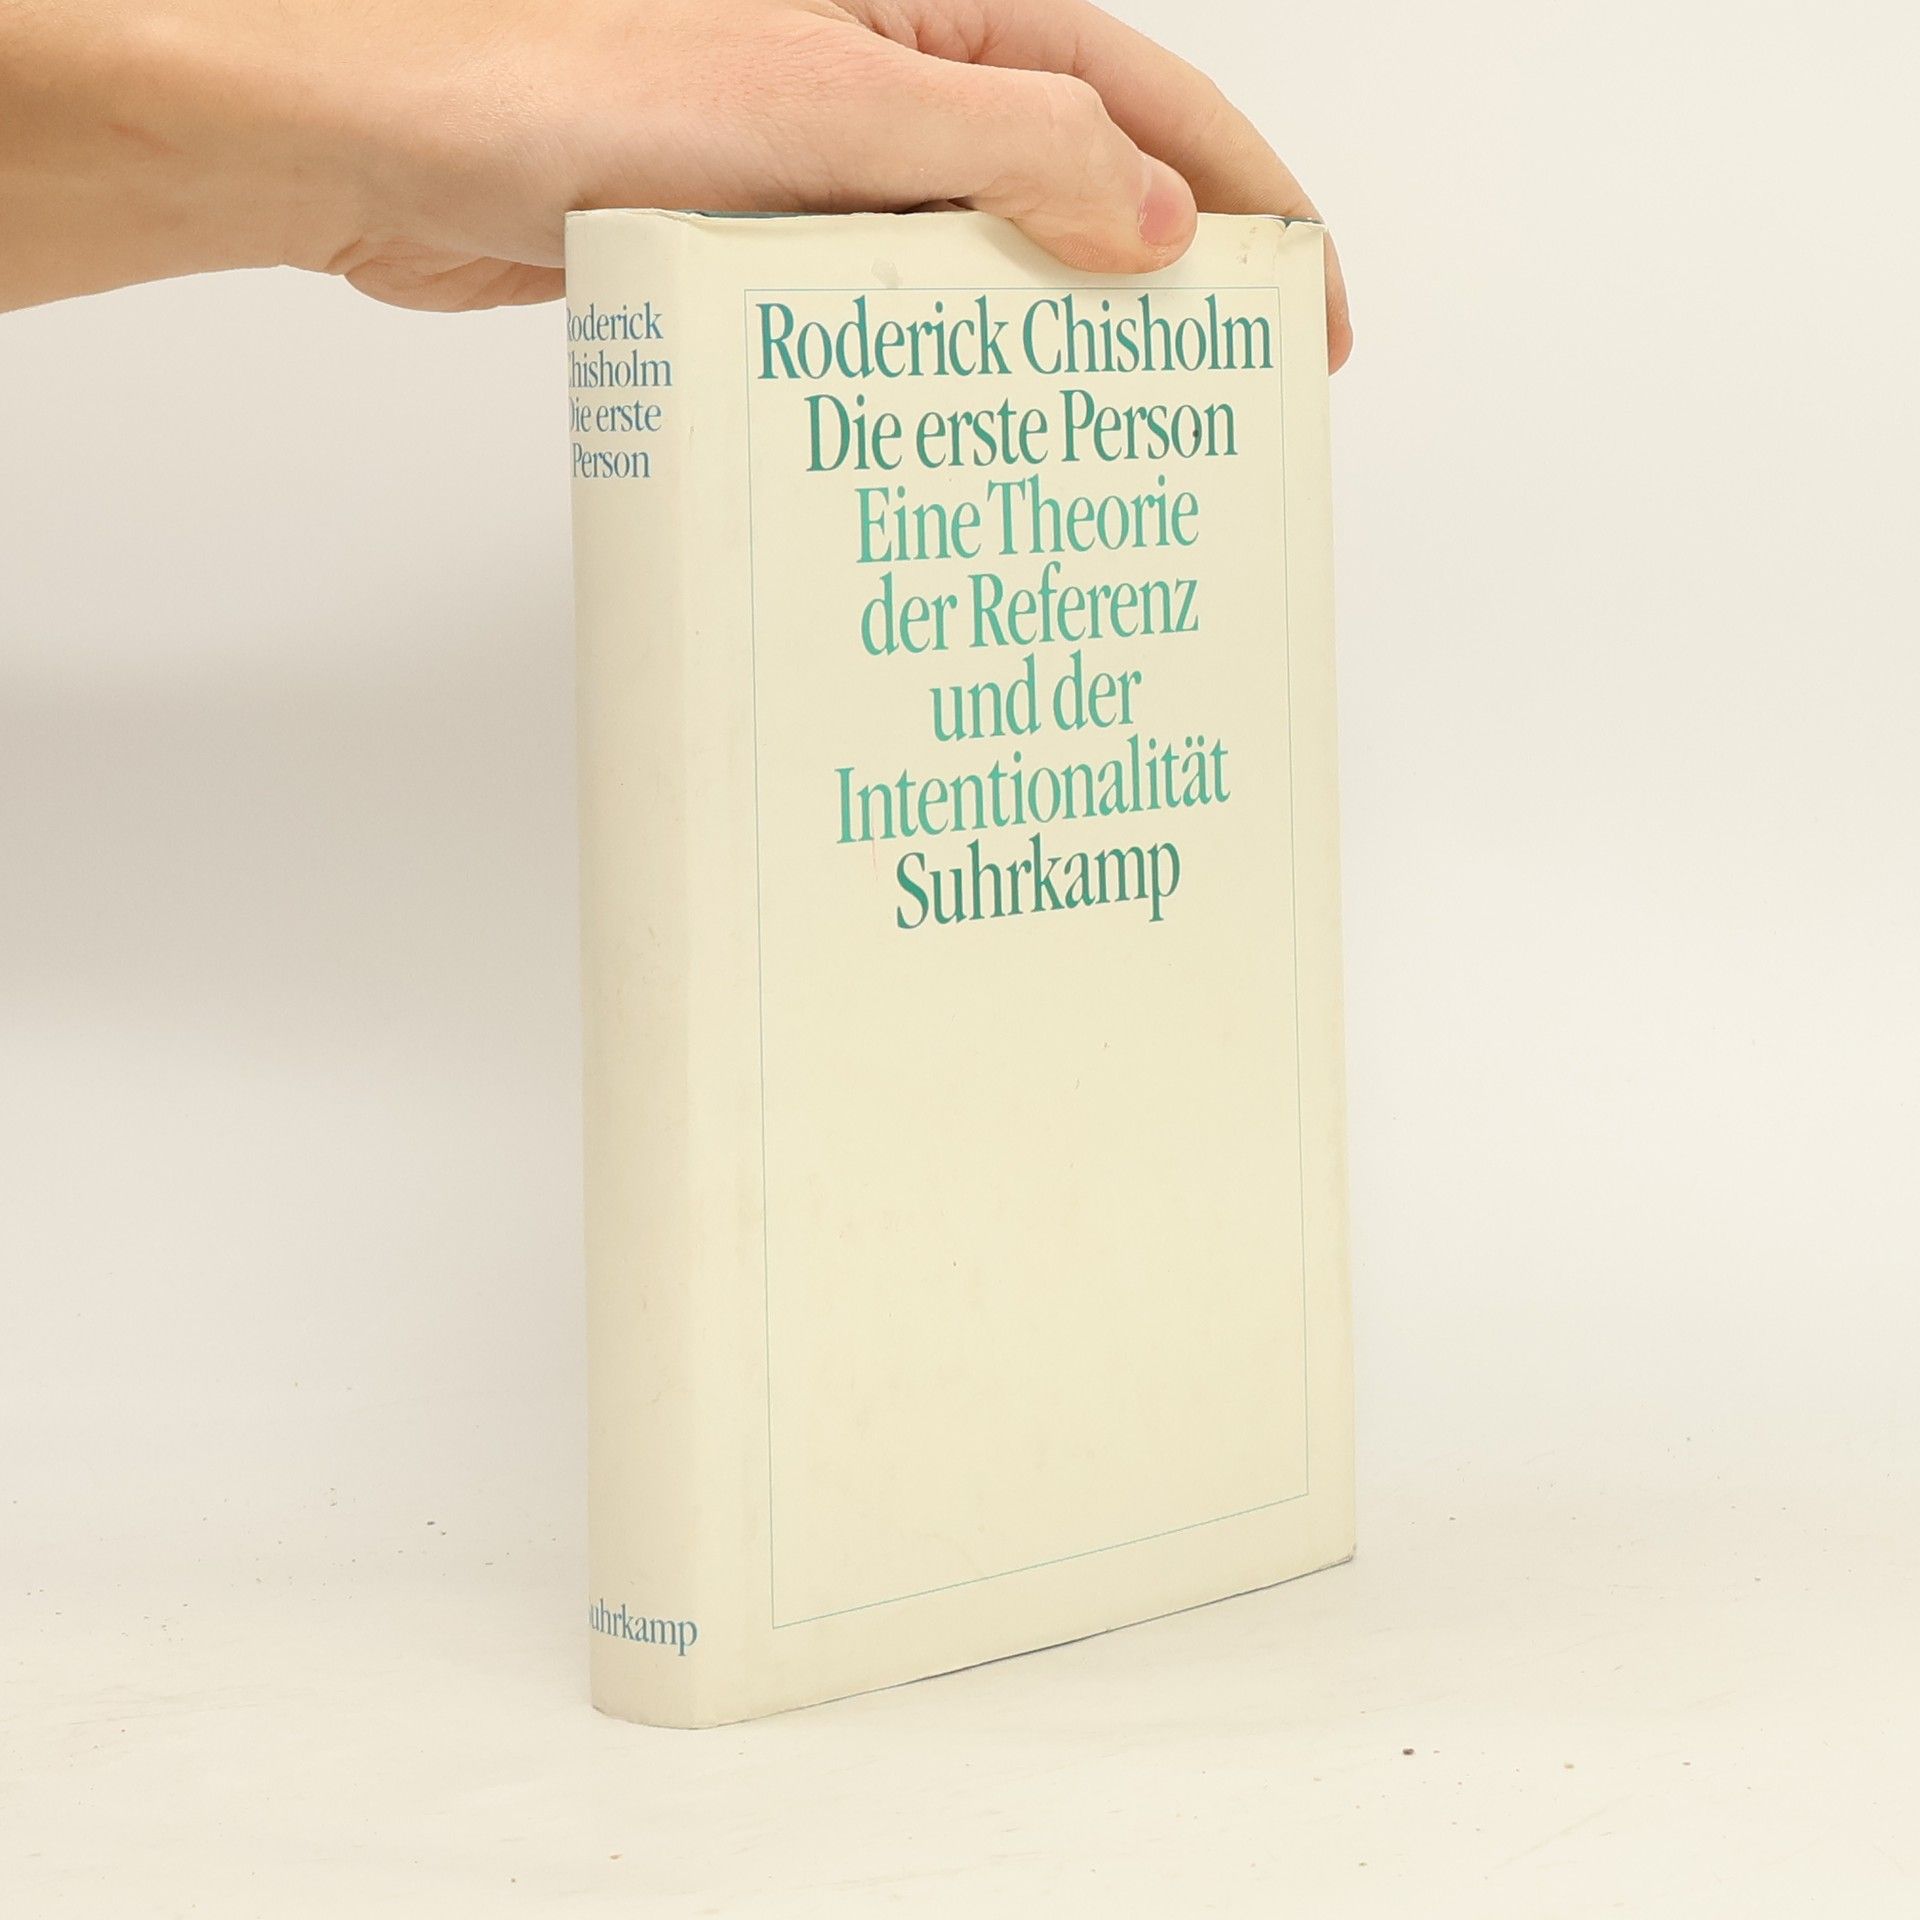 Roderick
Chisholm
Die erste
Person
Suhrkamp
Roderick Chisholm
Die erste Person
Eine Theorie
der Referenz
und der
Intentionalität
Suhrkamp